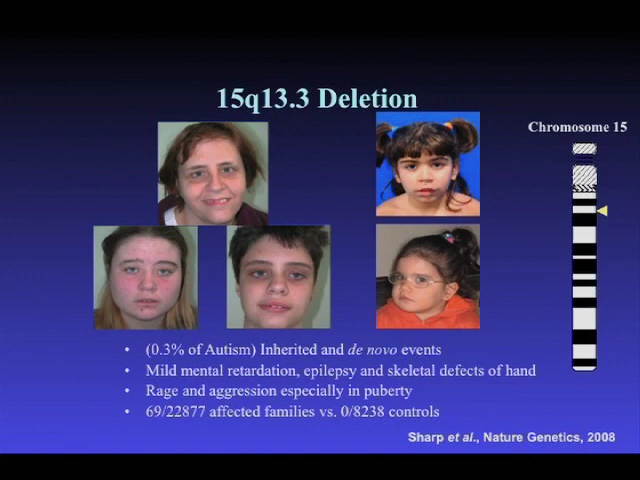 15q13.3 Deletion
Chromosome 15
• (0.3% of Autism) Inherited and de novo events
• Mild mental retardation, epilepsy and skeletal defects of hand
• Rage and aggression especially in puberty
• 69/22877 affected families vs. 0/8238 controls
Sharp et al., Nature Genetics, 2008